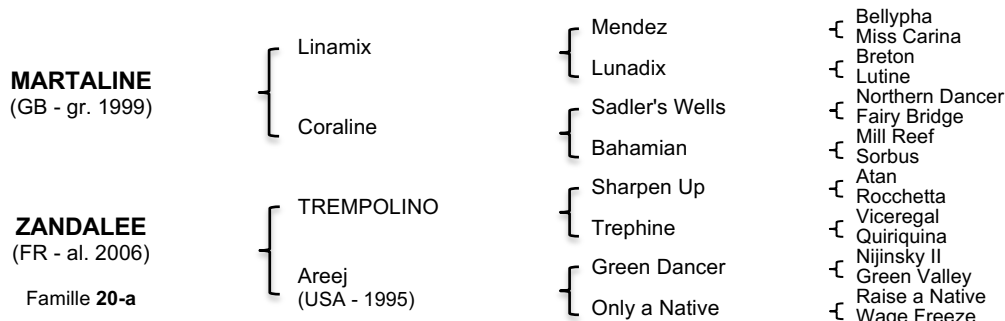 MARTALINE
(GB - gr. 1999)
Linamix
Coraline
Mendez
Lunadix
Sadler's Wells
Bahamian
Bellypha
Miss Carina
Breton
Lutine
Northern Dancer
Fairy Bridge
Mill Reef
Sorbus
ZANDALEE
(FR - al. 2006)
Famille 20-a
TREMPOLINO
Areej
(USA - 1995)
Sharpen Up
Trephine
Green Dancer
Only a Native
Atan
Rocchetta
Viceregal
Quiriquina
Nijinsky II
Green Valley
Raise a Native
Wage Freeze